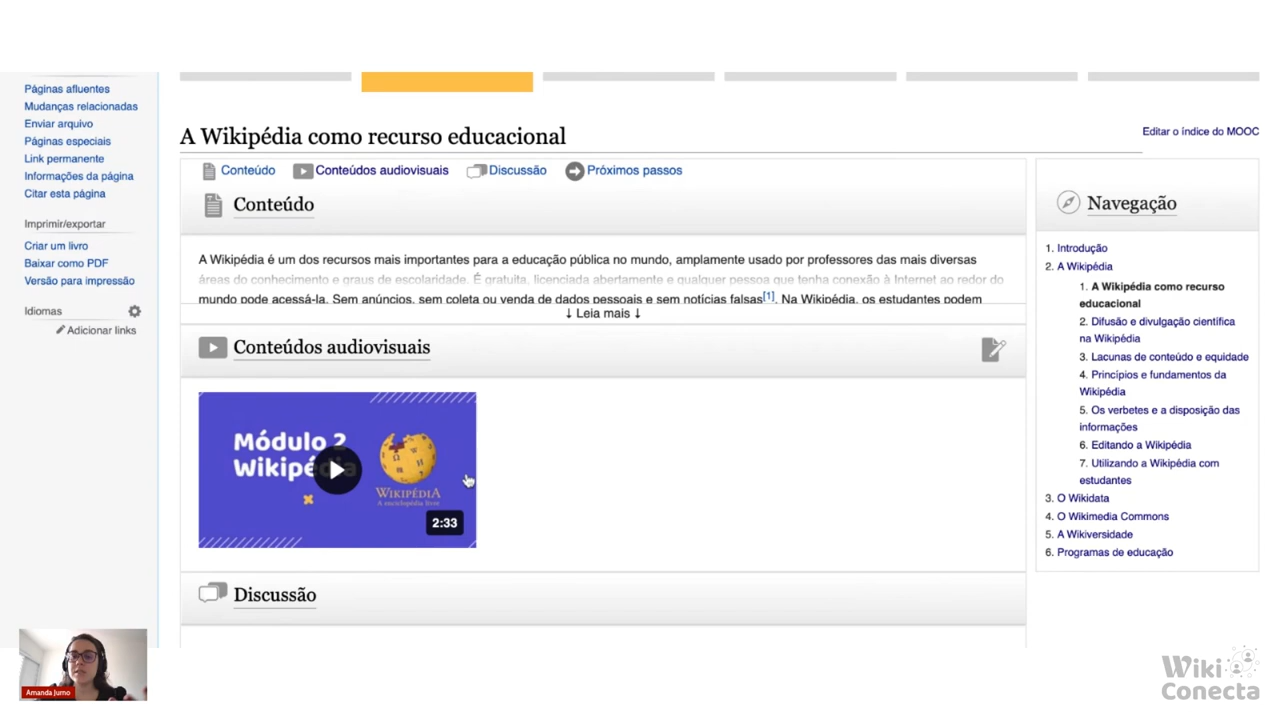 Páginas afluentes
Mudanças relacionadas
Enviar arquivo
Páginas especiais
Link permanente
Informações da página
Citar esta página
Imprimir/exportar
Criar um livro
Baixar como PDF
Versão para impressão
Idiomas
Adicionar links
A Wikipédia como recurso educacional
Editar o índice do MOOC
Conteúdo Conteúdos audiovisuais Discussão Próximos passos
Conteúdo
A Wikipédia é um dos recursos mais importantes para a educação pública no mundo, amplamente usado por professores das mais diversas
áreas do conhecimento e graus de escolaridade. É gratuita, licenciada abertamente e qualquer pessoa que tenha conexão à Internet ao redor do
mundo pode acessá-la. Sem anúncios, sem coleta ou venda de dados pessoais e sem notícias falsas[1]. Na Wikipédia, os estudantes podem
↓ Leia mais ↓
Conteúdos audiovisuais
Módulo 2
Wikipédia
WIKIPÉDIA
A enciclopédia livre
2:33
Discussão
Navegação
1. Introdução
2. A Wikipédia
1. A Wikipédia como recurso
educacional
2. Difusão e divulgação científica
na Wikipédia
3. Lacunas de conteúdo e equidade
4. Princípios e fundamentos da
Wikipédia
5. Os verbetes e a disposição das
informações
6. Editando a Wikipédia
7. Utilizando a Wikipédia com
estudantes
3. O Wikidata
4. O Wikimedia Commons
5. A Wikiversidade
6. Programas de educação
Amanda Jurno
Wiki
Conecta